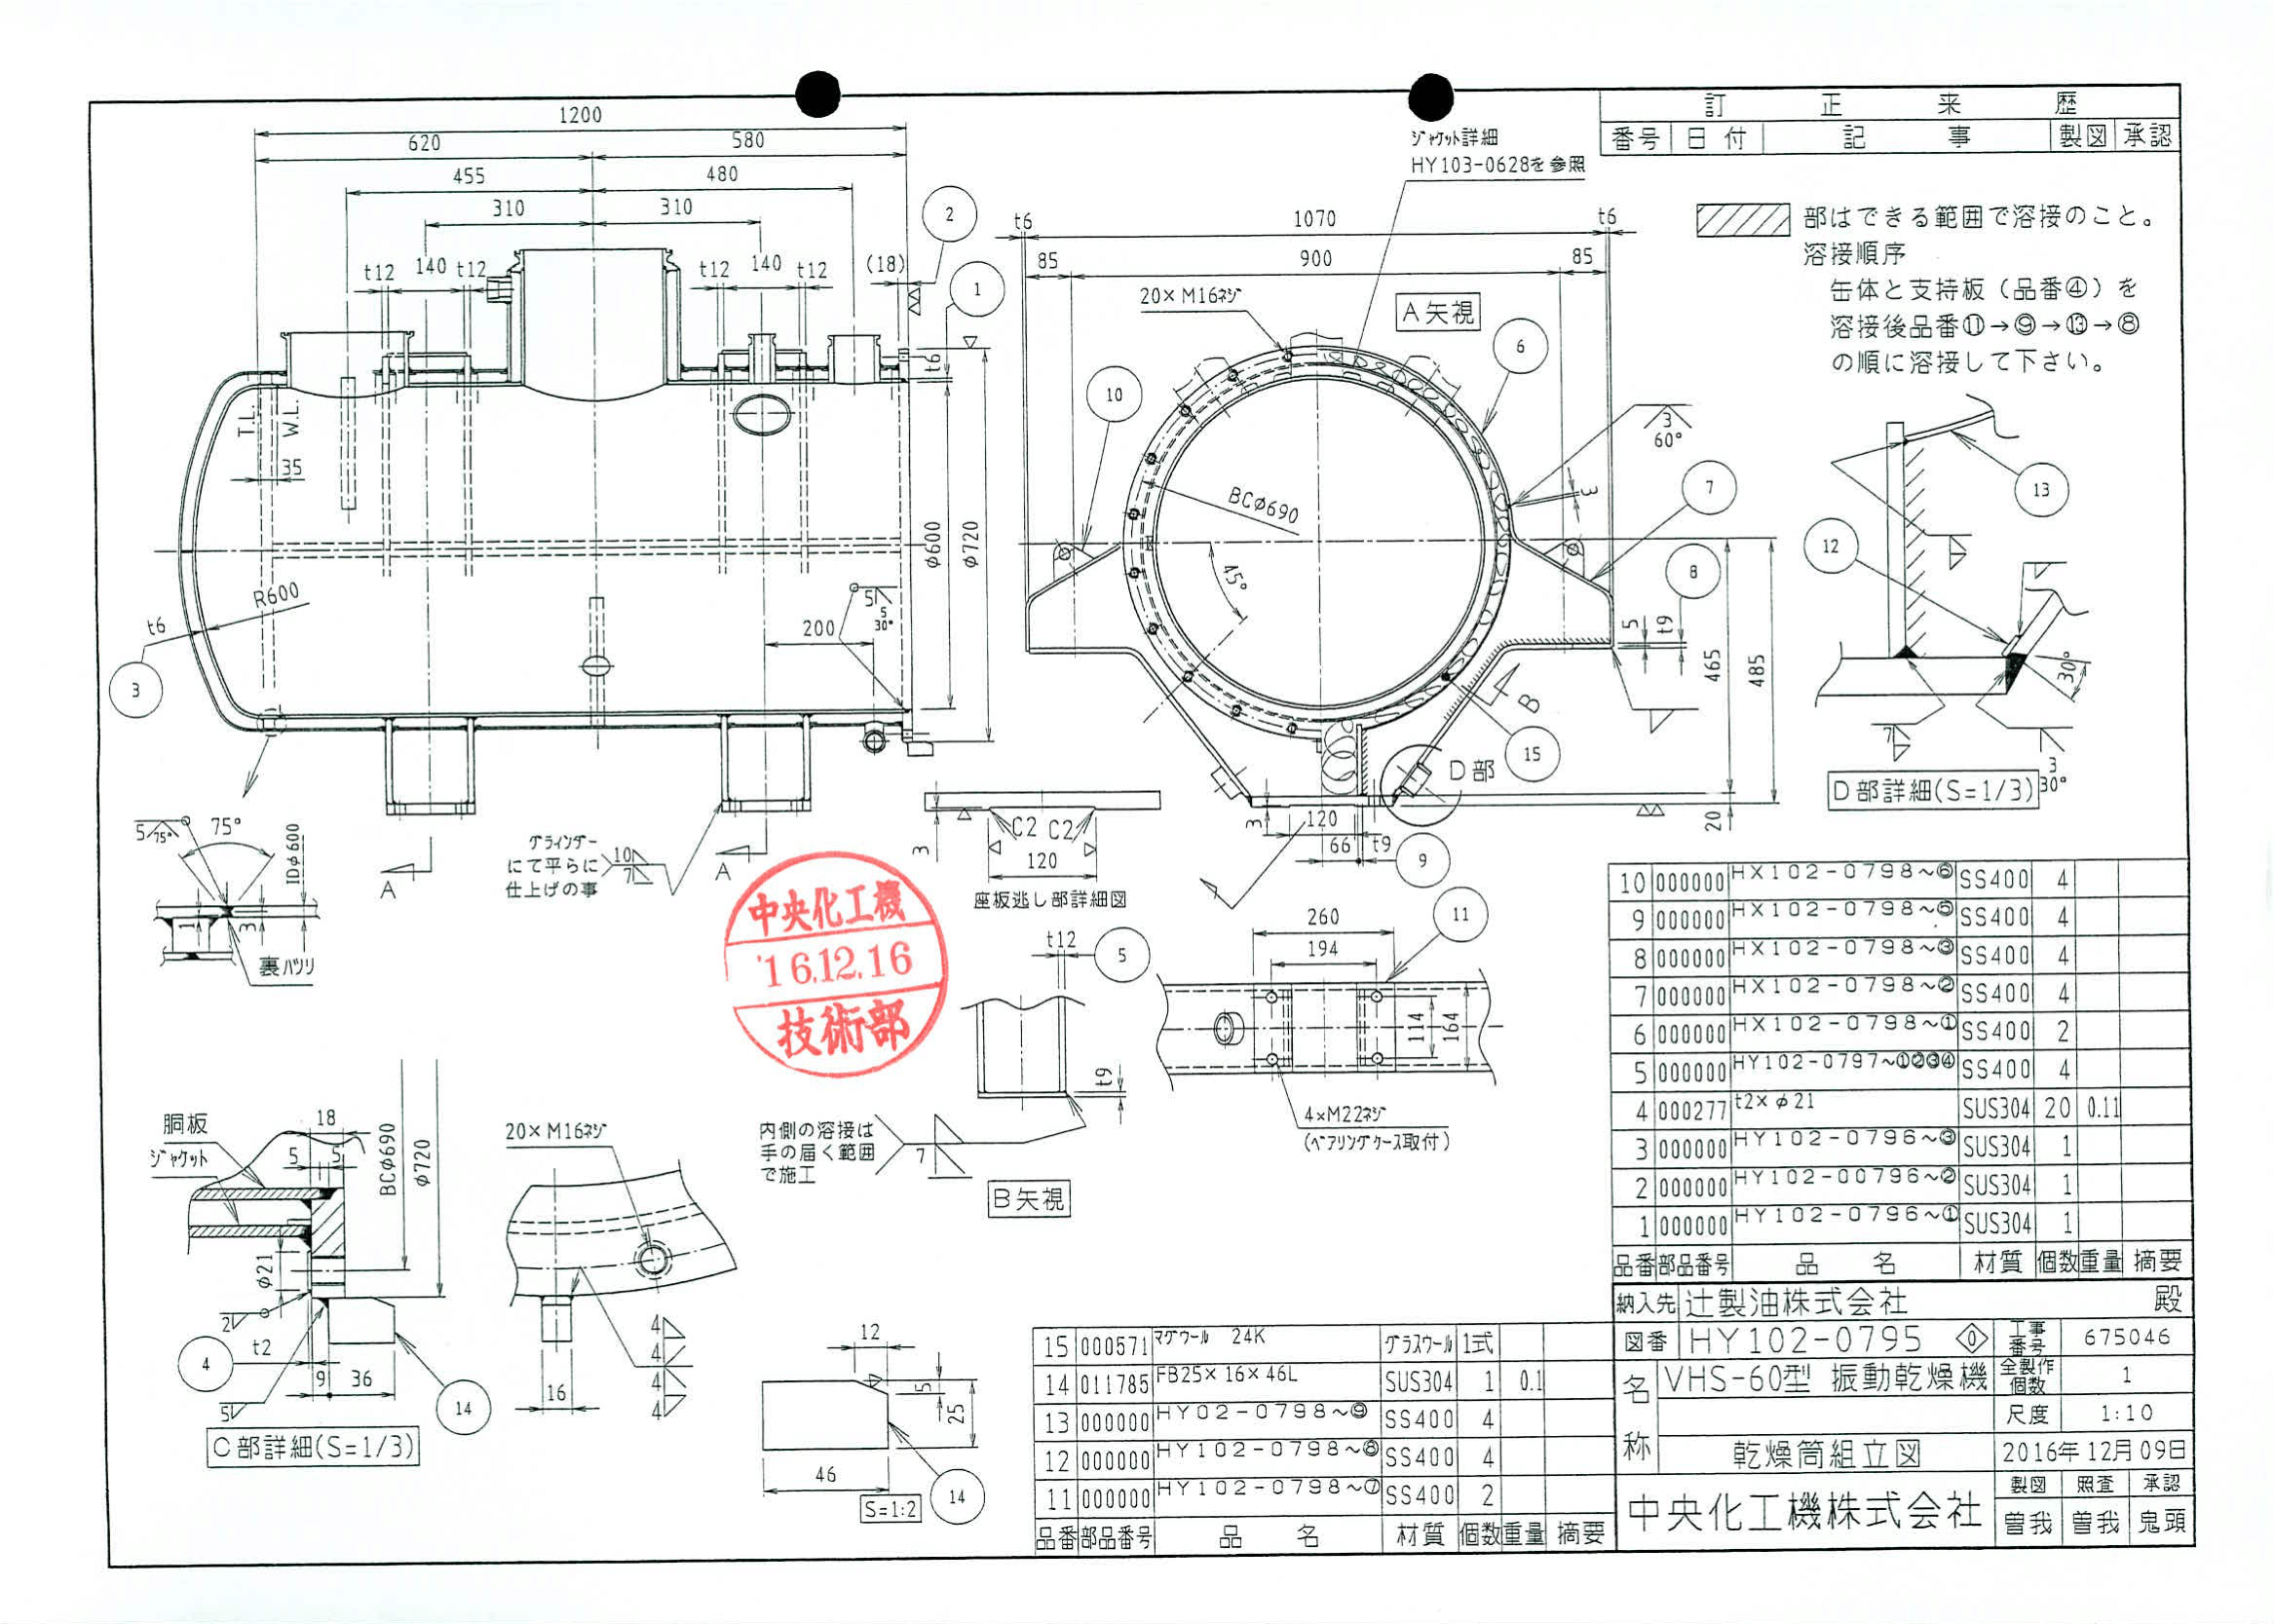 訂正来歴
番号 日付 記事 製図 承認
1200
620 580
455 480
310 310
t12 140 t12 t12 140 t12 (18)
2
1
t6
T.L. W.L.
35
φ600
φ720
R600
t6
3
200
5
5
30°
A A
グラインダー
にて平らに
仕上げの事
10
7
5 75° 75°
IDφ600
1 3
裏ハツリ
ジャケット詳細
HY103-0628を参照
t6 1070 t6
85 900 85
20×M16ネジ
A矢視
6
10
3
60°
3
7
8
BCφ690
45°
5 t9
465
485
20
B
15
D部
3 120
66 t9
9
部はできる範囲で溶接のこと。
溶接順序
缶体と支持板(品番④)を
溶接後品番⑪→⑨→⑬→⑧
の順に溶接して下さい。
13
12
30°
7
3
30°
D部詳細(S=1/3)
C2 C2
3
120
座板逃し部詳細図
中央化工機
'16.12.16
技術部
t12
5
t9
内側の溶接は
手の届く範囲
で施工
7
B矢視
260
194
11
114
164
4×M22ネジ
(ベアリングケース取付)
胴板
ジャケット
18
5 5
BCφ690
φ720
φ21
2
t2
4
9 36
5
14
C部詳細(S=1/3)
20×M16ネジ
16
4
4
4
4
12
5
25
46
14
S=1:2
10 000000 HX102-0798~⑥ SS400 4
9 000000 HX102-0798~⑤ SS400 4
8 000000 HX102-0798~③ SS400 4
7 000000 HX102-0798~② SS400 4
6 000000 HX102-0798~① SS400 2
5 000000 HY102-0797~①②③④ SS400 4
4 000277 t2×φ21 SUS304 20 0.11
3 000000 HY102-0796~③ SUS304 1
2 000000 HY102-00796~② SUS304 1
1 000000 HY102-0796~① SUS304 1
品番 部品番号 品名 材質 個数 重量 摘要
15 000571 マグウール 24K グラスウール 1式
14 011785 FB25×16×46L SUS304 1 0.1
13 000000 HY02-0798~⑨ SS400 4
12 000000 HY102-0798~⑧ SS400 4
11 000000 HY102-0798~⑦ SS400 2
品番 部品番号 品名 材質 個数 重量 摘要
納入先 辻製油株式会社 殿
図番 HY102-0795 0 工事番号 675046
名称 VHS-60型 振動乾燥機 全製作個数 1
尺度 1:10
乾燥筒組立図 2016年12月09日
中央化工機株式会社 製図 照査 承認
曽我 曽我 鬼頭